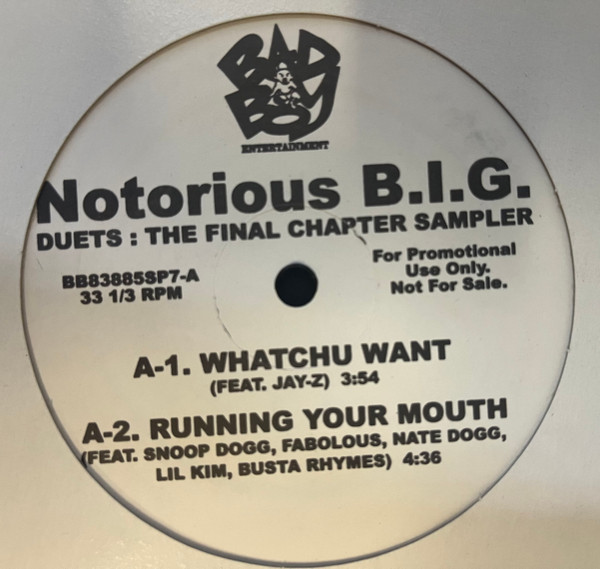 BAD
BOY
ENTERTAINMENT
Notorious B.I.G.
DUETS : THE FINAL CHAPTER SAMPLER
BB83885SP7-A
33 1/3 RPM
For Promotional
Use Only.
Not For Sale.
A-1. WHATCHU WANT
(FEAT. JAY-Z) 3:54
A-2. RUNNING YOUR MOUTH
(FEAT. SNOOP DOGG, FABOLOUS, NATE DOGG,
LIL KIM, BUSTA RHYMES) 4:36